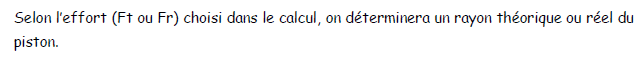 Selon l'effort (Ft ou Fr) choisi dans le calcul, on déterminera un rayon théorique ou réel du
piston.